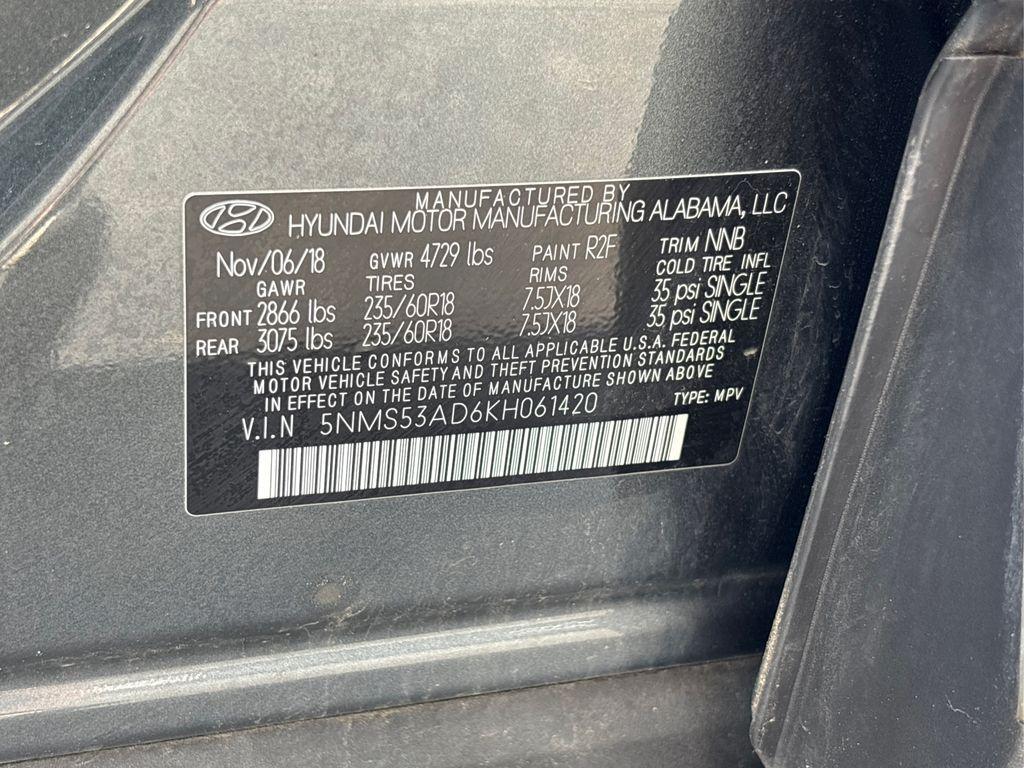 MANUFACTURED BY
HYUNDAI MOTOR MANUFACTURING ALABAMA, LLC
Nov/06/18 GVWR 4729 lbs PAINT R2F TRIM NNB
GAWR TIRES RIMS COLD TIRE INFL
FRONT 2866 lbs 235/60R18 7.5JX18 35 psi SINGLE
REAR 3075 lbs 235/60R18 7.5JX18 35 psi SINGLE
THIS VEHICLE CONFORMS TO ALL APPLICABLE U.S.A. FEDERAL
MOTOR VEHICLE SAFETY AND THEFT PREVENTION STANDARDS
IN EFFECT ON THE DATE OF MANUFACTURE SHOWN ABOVE
V.I.N 5NMS53AD6KH061420 TYPE: MPV